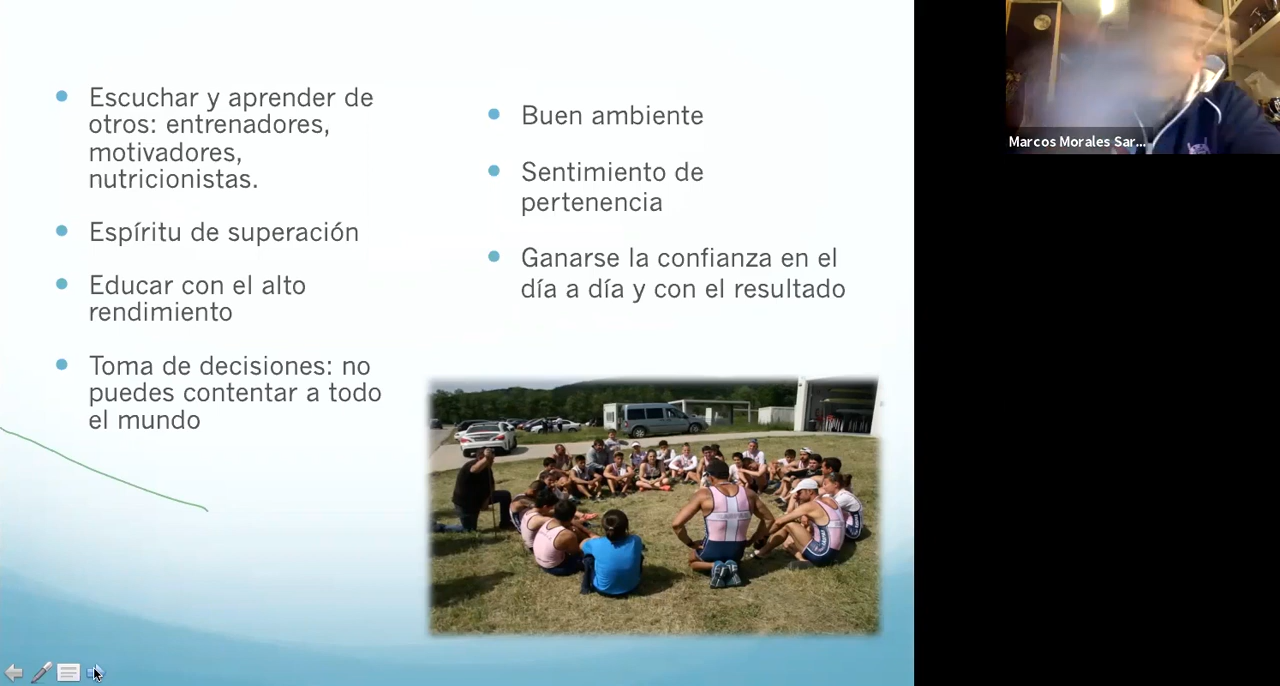 Escuchar y aprender de
otros: entrenadores,
motivadores,
nutricionistas.
Espíritu de superación
Educar con el alto
rendimiento
Toma de decisiones: no
puedes contentar a todo
el mundo
Buen ambiente
Sentimiento de
pertenencia
Ganarse la confianza en el
día a día y con el resultado
Marcos Morales Sar...